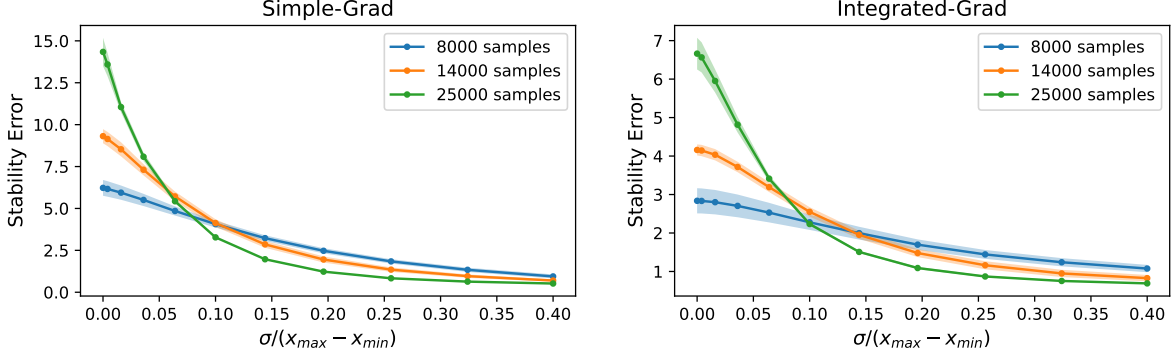 Simple-Grad
Stability Error
15.0
12.5
10.0
7.5
5.0
2.5
0.0
8000 samples
14000 samples
25000 samples
0.00 0.05 0.10 0.15 0.20 0.25 0.30 0.35 0.40
σ/(x_max − x_min)
Integrated-Grad
Stability Error
7
6
5
4
3
2
1
8000 samples
14000 samples
25000 samples
0.00 0.05 0.10 0.15 0.20 0.25 0.30 0.35 0.40
σ/(x_max − x_min)